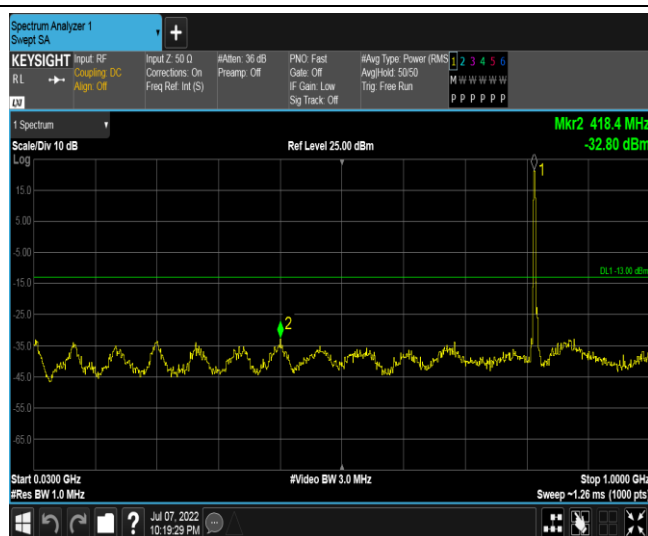 Spectrum Analyzer 1
Swept SA
+
KEYSIGHT
RL
LXI
Input: RF
Coupling: DC
Align: Off
Input Z: 50 Ω
Corrections: On
Freq Ref: Int (S)
#Atten: 36 dB
Preamp: Off
PNO: Fast
Gate: Off
IF Gain: Low
Sig Track: Off
#Avg Type: Power (RMS)
Avg|Hold: 50/50
Trig: Free Run
1 2 3 4 5 6
M W W W W W
P P P P P P
1 Spectrum
Scale/Div 10 dB
Ref Level 25.00 dBm
Mkr2 418.4 MHz
-32.80 dBm
Log
1
15.0
5.00
-5.00
DL1 -13.00 dBm
-15.0
-25.0
2
-35.0
-45.0
-55.0
-65.0
Start 0.0300 GHz
#Video BW 3.0 MHz
Stop 1.0000 GHz
#Res BW 1.0 MHz
Sweep ~1.26 ms (1000 pts)
?
Jul 07, 2022
10:19:29 PM